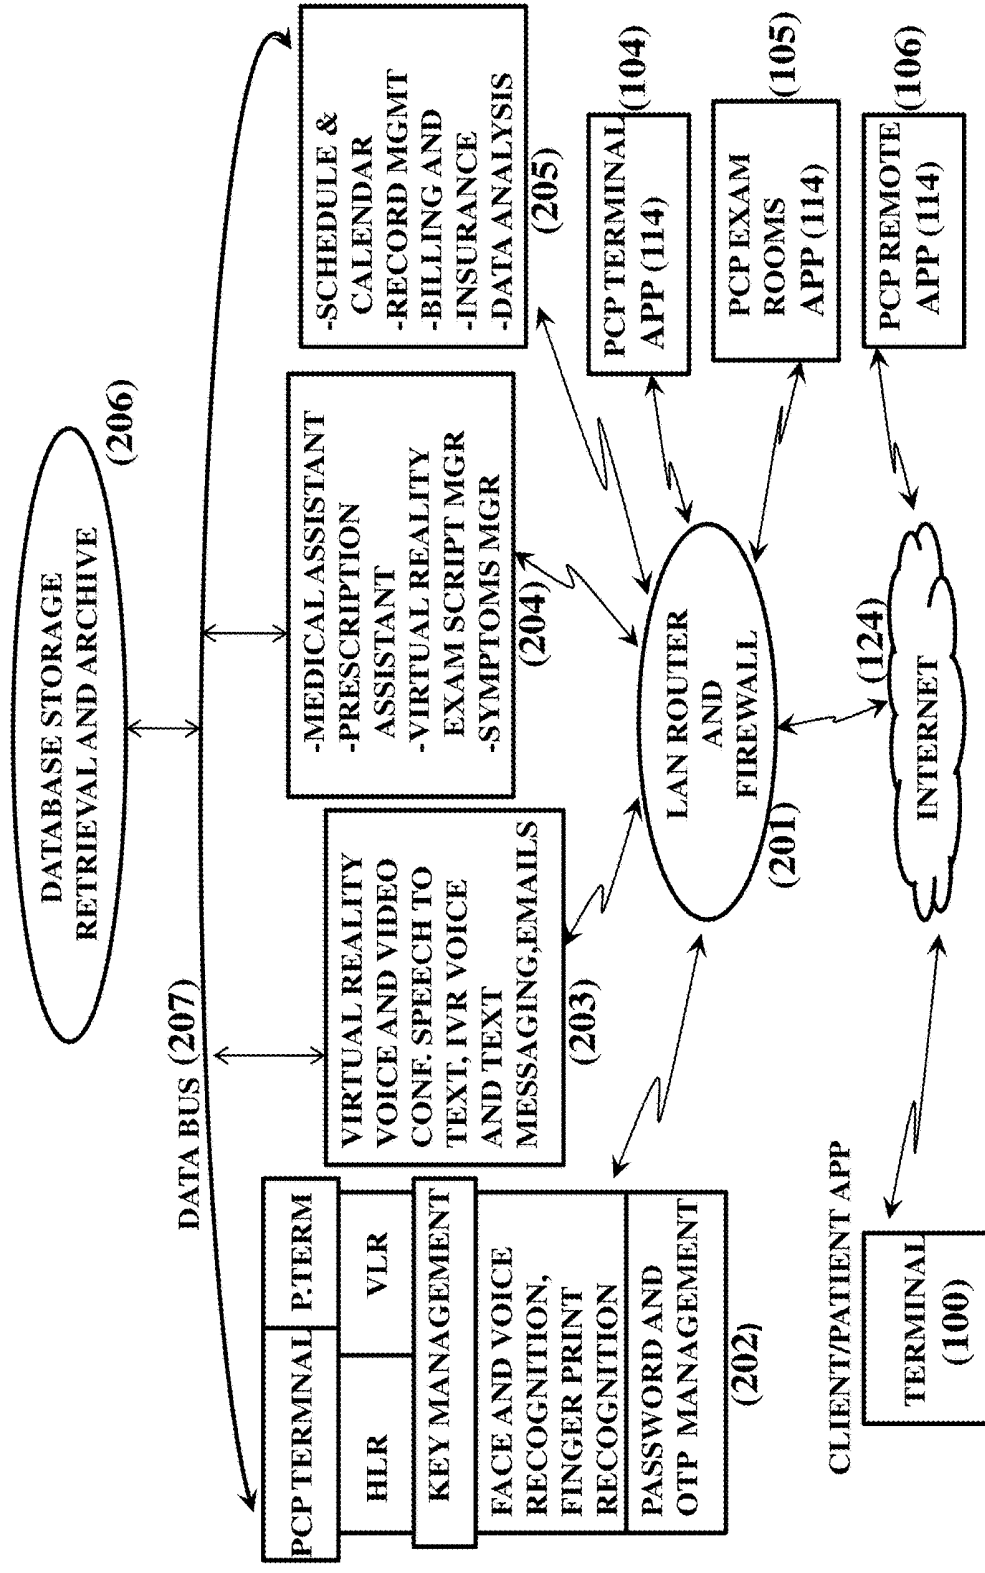 DATABASE STORAGE
RETRIEVAL AND ARCHIVE
(206)
DATA BUS (207)
PCP TERMNAL
P.TERM
HLR
VLR
KEY MANAGEMENT
FACE AND VOICE
RECOGNITION,
FINGER PRINT
RECOGNITION
PASSWORD AND
OTP MANAGEMENT
(202)
VIRTUAL REALITY
VOICE AND VIDEO
CONF. SPEECH TO
TEXT, IVR VOICE
AND TEXT
MESSAGING,EMAILS
(203)
-MEDICAL ASSISTANT
-PRESCRIPTION
ASSISTANT
-VIRTUAL REALITY
EXAM SCRIPT MGR
-SYMPTOMS MGR
(204)
-SCHEDULE &
CALENDAR
-RECORD MGMT
-BILLING AND
-INSURANCE
-DATA ANALYSIS
(205)
LAN ROUTER
AND
FIREWALL
(201)
PCP TERMINAL
APP (114)
(104)
PCP EXAM
ROOMS
APP (114)
(105)
PCP REMOTE
APP (114)
(106)
INTERNET
(124)
CLIENT/PATIENT APP
TERMINAL
(100)